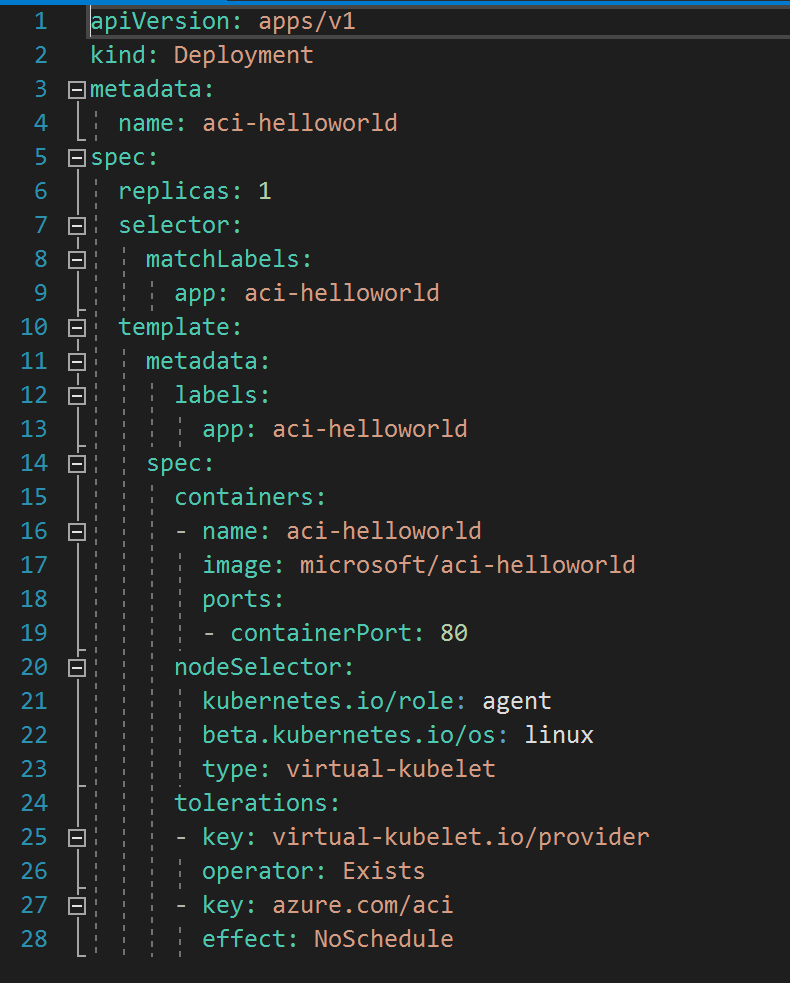 1 apiVersion: apps/v1
2 kind: Deployment
3 metadata:
4   name: aci-helloworld
5 spec:
6   replicas: 1
7   selector:
8     matchLabels:
9       app: aci-helloworld
10   template:
11     metadata:
12       labels:
13         app: aci-helloworld
14     spec:
15       containers:
16       - name: aci-helloworld
17         image: microsoft/aci-helloworld
18         ports:
19         - containerPort: 80
20       nodeSelector:
21         kubernetes.io/role: agent
22         beta.kubernetes.io/os: linux
23         type: virtual-kubelet
24       tolerations:
25       - key: virtual-kubelet.io/provider
26         operator: Exists
27       - key: azure.com/aci
28         effect: NoSchedule